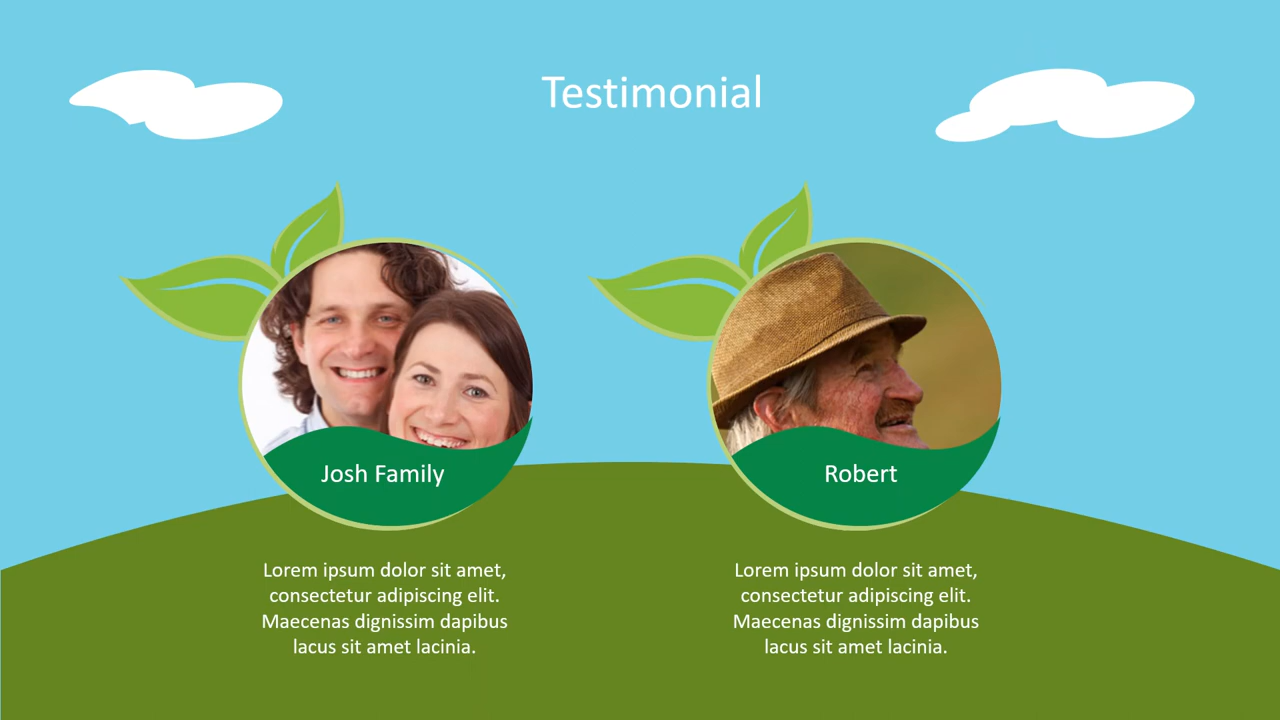 Testimonial
Josh Family
Robert
Lorem ipsum dolor sit amet,
consectetur adipiscing elit.
Maecenas dignissim dapibus
lacus sit amet lacinia.
Lorem ipsum dolor sit amet,
consectetur adipiscing elit.
Maecenas dignissim dapibus
lacus sit amet lacinia.